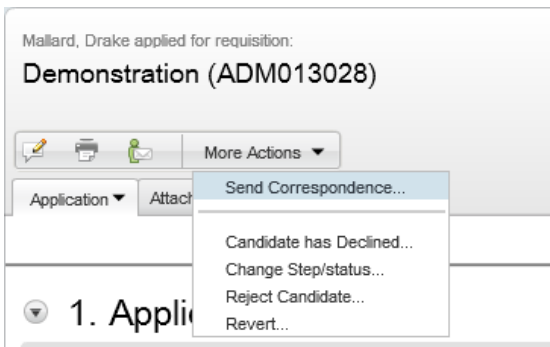 Mallard, Drake applied for requisition:
Demonstration (ADM013028)
More Actions
Application
Send Correspondence...
Candidate has Declined...
Change Step/status...
Reject Candidate...
Revert...
1.